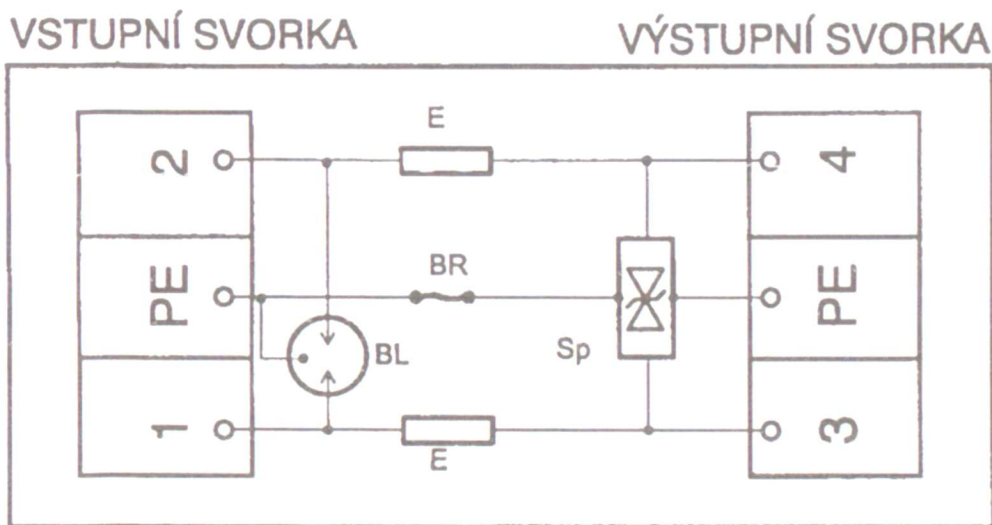 VSTUPNÍ SVORKA
VÝSTUPNÍ SVORKA
E
2
4
PE
BR
PE
BL
Sp
1
3
E